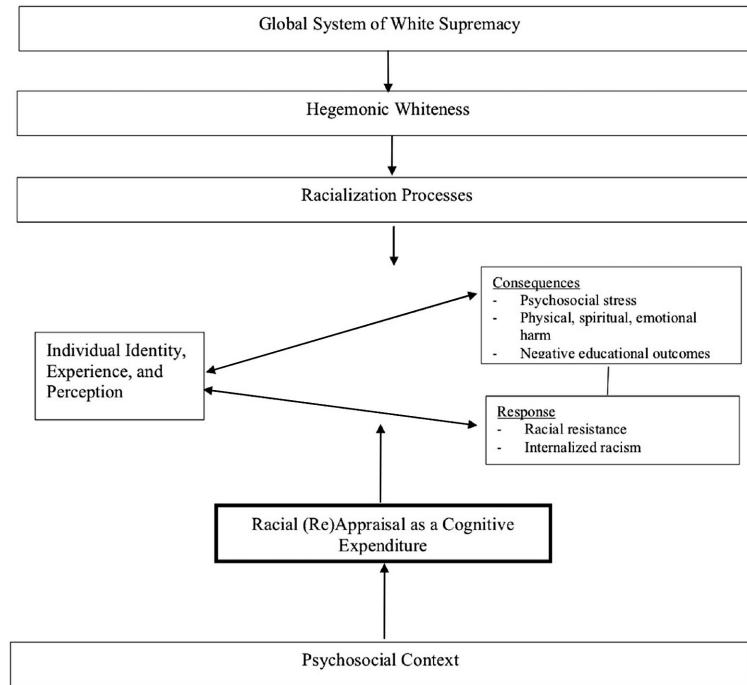 Global System of White Supremacy
Hegemonic Whiteness
Racialization Processes
Consequences
- Psychosocial stress
- Physical, spiritual, emotional
harm
- Negative educational outcomes
Individual Identity,
Experience, and
Perception
Response
- Racial resistance
- Internalized racism
Racial (Re)Appraisal as a Cognitive
Expenditure
Psychosocial Context